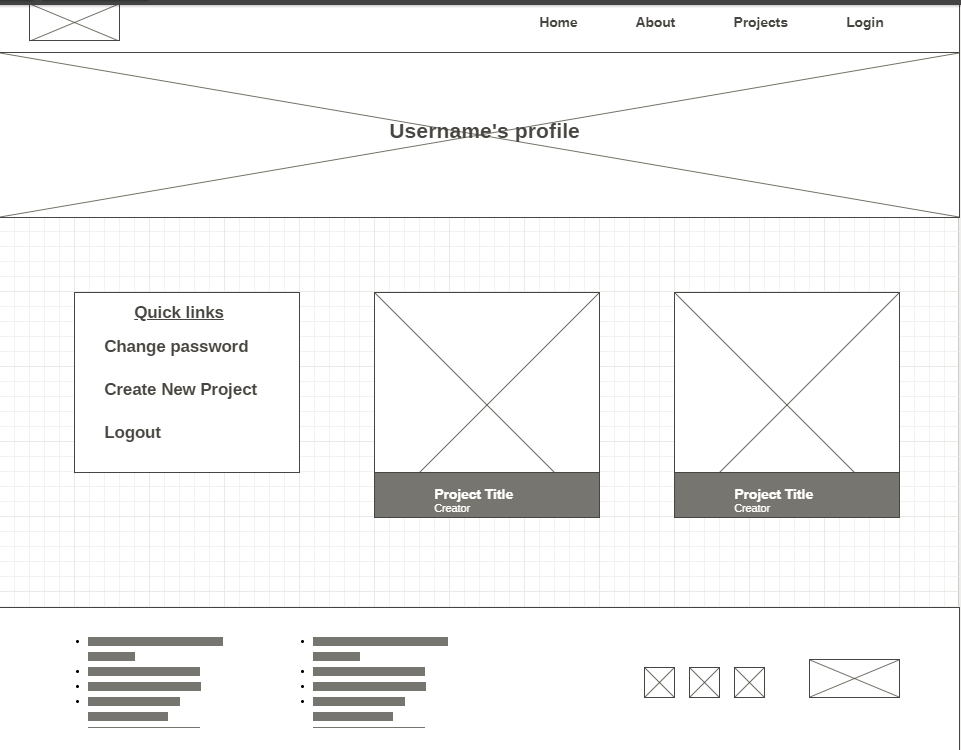 Home About Projects Login
Username's profile
Quick links
Change password
Create New Project
Logout
Project Title
Creator
Project Title
Creator